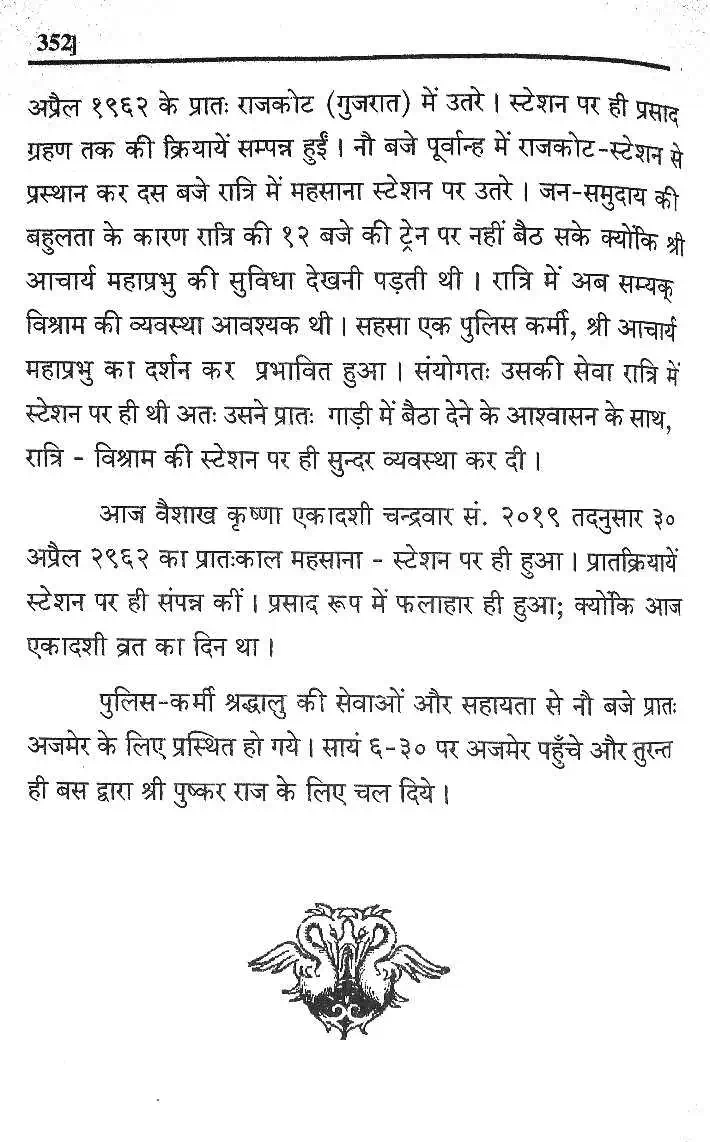 352]
अप्रैल १९६२ के प्रातः राजकोट (गुजरात) में उतरे । स्टेशन पर ही प्रसाद
ग्रहण तक की क्रियायें सम्पन्न हुईं । नौ बजे पूर्वान्ह में राजकोट-स्टेशन से
प्रस्थान कर दस बजे रात्रि में महसाना स्टेशन पर उतरे । जन-समुदाय की
बहुलता के कारण रात्रि की १२ बजे की ट्रेन पर नहीं बैठ सके क्योंकि श्री
आचार्य महाप्रभु की सुविधा देखनी पड़ती थी । रात्रि में अब सम्यक्
विश्राम की व्यवस्था आवश्यक थी । सहसा एक पुलिस कर्मी, श्री आचार्य
महाप्रभु का दर्शन कर प्रभावित हुआ । संयोगतः उसकी सेवा रात्रि में
स्टेशन पर ही थी अतः उसने प्रातः गाड़ी में बैठा देने के आश्वासन के साथ,
रात्रि - विश्राम की स्टेशन पर ही सुन्दर व्यवस्था कर दी ।
आज वैशाख कृष्णा एकादशी चन्द्रवार सं. २०१९ तदनुसार ३०
अप्रैल २९६२ का प्रातःकाल महसाना - स्टेशन पर ही हुआ । प्रातक्रियायें
स्टेशन पर ही संपन्न कीं । प्रसाद रूप में फलाहार ही हुआ; क्योंकि आज
एकादशी व्रत का दिन था ।
पुलिस-कर्मी श्रद्धालु की सेवाओं और सहायता से नौ बजे प्रातः
अजमेर के लिए प्रस्थित हो गये । सायं ६-३० पर अजमेर पहुँचे और तुरन्त
ही बस द्वारा श्री पुष्कर राज के लिए चल दिये ।